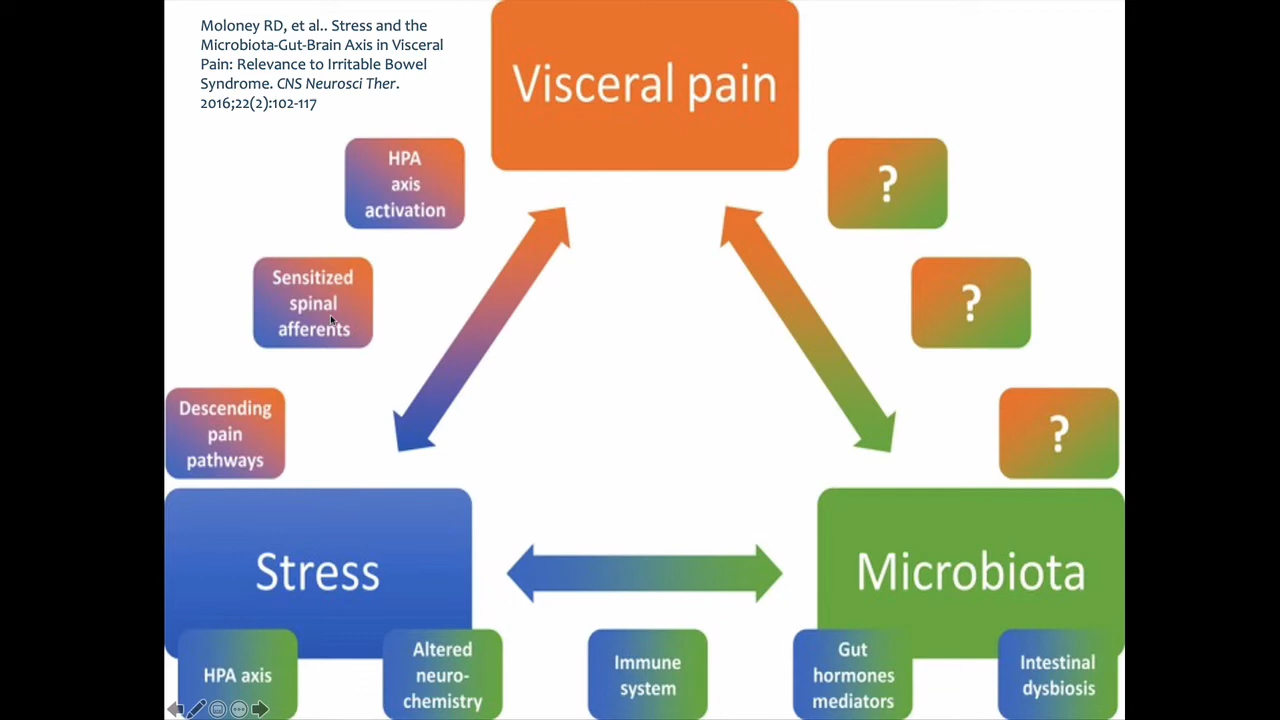 Moloney RD, et al.. Stress and the
Microbiota-Gut-Brain Axis in Visceral
Pain: Relevance to Irritable Bowel
Syndrome. CNS Neurosci Ther.
2016;22(2):102-117
Visceral pain
HPA
axis
activation
?
Sensitized
spinal
afferents
?
Descending
pain
pathways
?
Stress
Microbiota
HPA axis
Altered
neuro-
chemistry
Immune
system
Gut
hormones
mediators
Intestinal
dysbiosis